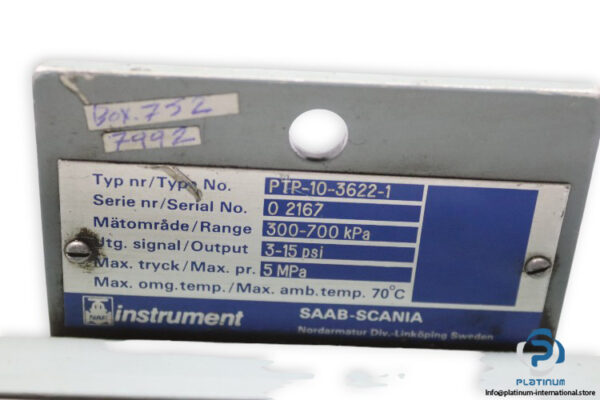 Box.752
7992
Typ nr/Type No. PTP-10-3622-1
Serie nr/Serial No. 0 2167
Mätområde/Range 300-700 kPa
Utg. signal/Output 3-15 psi
Max. tryck/Max. pr. 5 MPa
Max. omg.temp./Max. amb.temp. 70°C
instrument SAAB-SCANIA
Nordarmatur Div.-Linköping Sweden
PLATINUM
info@platinum-international.store